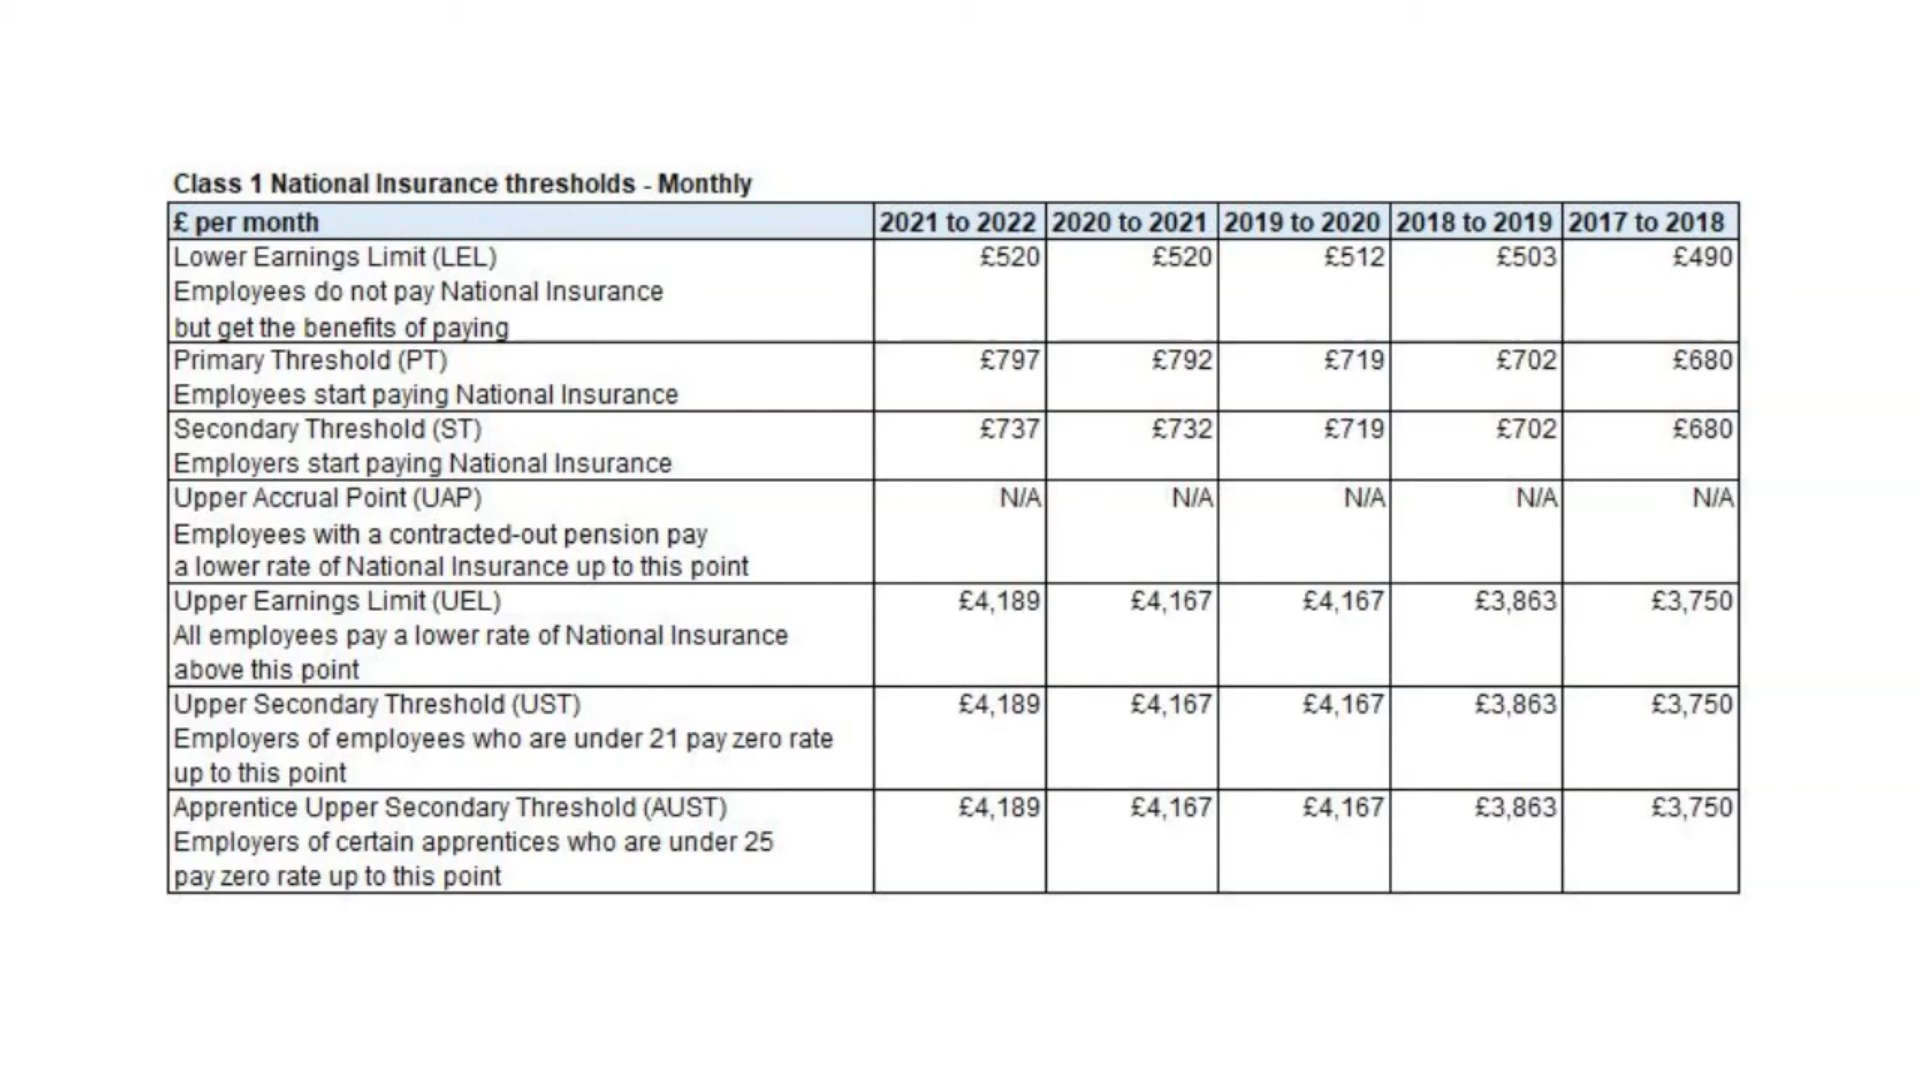 Class 1 National Insurance thresholds - Monthly
£ per month 2021 to 2022 2020 to 2021 2019 to 2020 2018 to 2019 2017 to 2018
Lower Earnings Limit (LEL) £520 £520 £512 £503 £490
Employees do not pay National Insurance
but get the benefits of paying
Primary Threshold (PT) £797 £792 £719 £702 £680
Employees start paying National Insurance
Secondary Threshold (ST) £737 £732 £719 £702 £680
Employers start paying National Insurance
Upper Accrual Point (UAP) N/A N/A N/A N/A N/A
Employees with a contracted-out pension pay
a lower rate of National Insurance up to this point
Upper Earnings Limit (UEL) £4,189 £4,167 £4,167 £3,863 £3,750
All employees pay a lower rate of National Insurance
above this point
Upper Secondary Threshold (UST) £4,189 £4,167 £4,167 £3,863 £3,750
Employers of employees who are under 21 pay zero rate
up to this point
Apprentice Upper Secondary Threshold (AUST) £4,189 £4,167 £4,167 £3,863 £3,750
Employers of certain apprentices who are under 25
pay zero rate up to this point